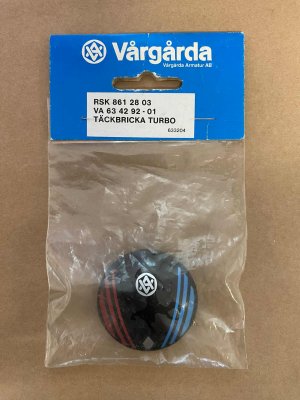 Vårgårda
Vårgårda Armatur AB
RSK 861 28 03
VA 63 42 92-01
TÄCKBRICKA TURBO
633204